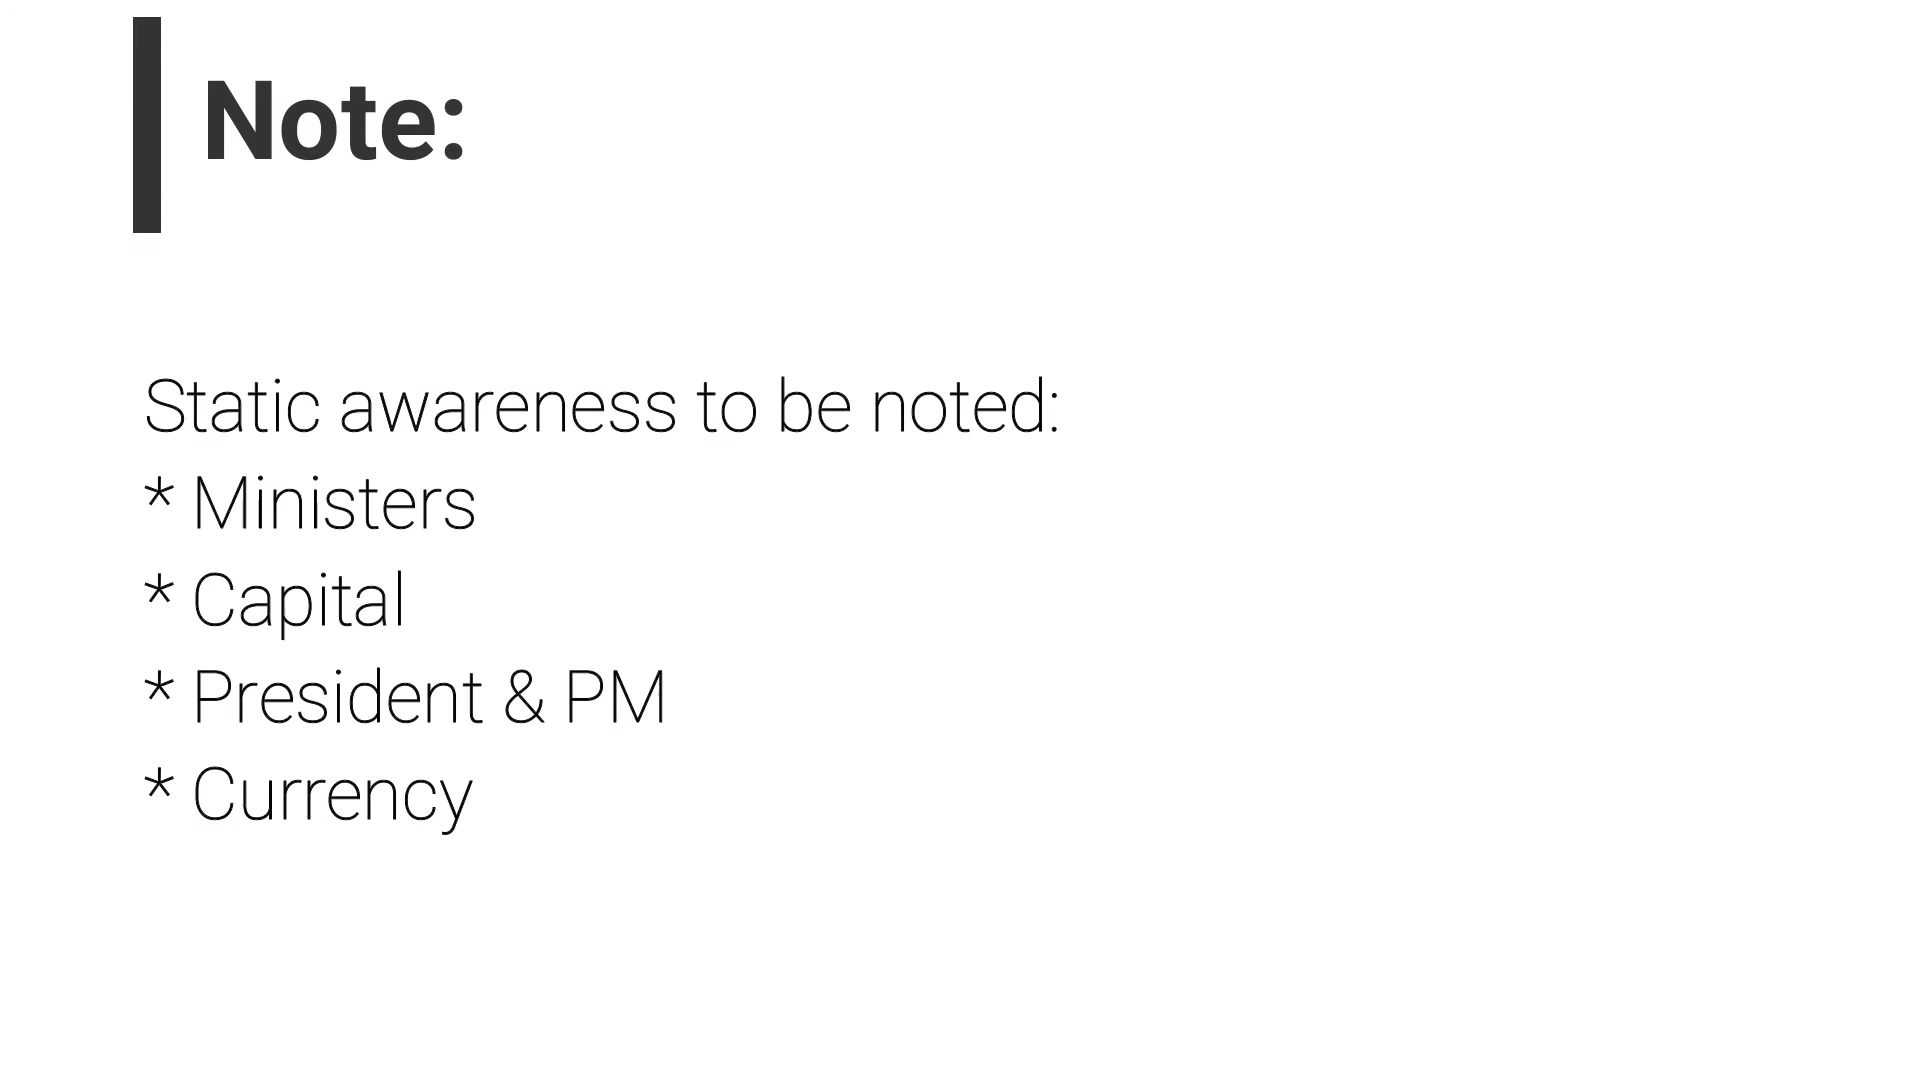 Note:
Static awareness to be noted:
* Ministers
* Capital
* President & PM
* Currency